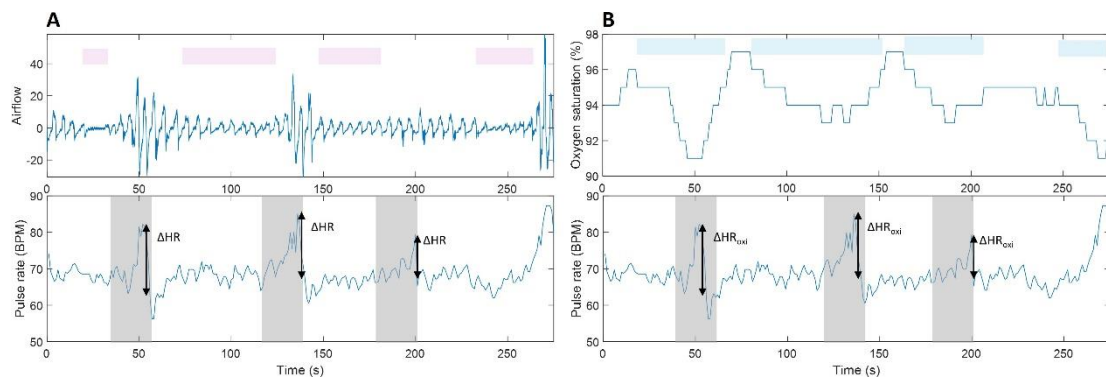 A
Airflow
40
20
0
-20
0 50 100 150 200 250
Pulse rate (BPM)
90
80
70
60
50
ΔHR
ΔHR
ΔHR
0 50 100 150 200 250
Time (s)
B
Oxygen saturation (%)
98
96
94
92
90
0 50 100 150 200 250
Pulse rate (BPM)
90
80
70
60
50
ΔHRoxi
ΔHRoxi
ΔHRoxi
0 50 100 150 200 250
Time (s)